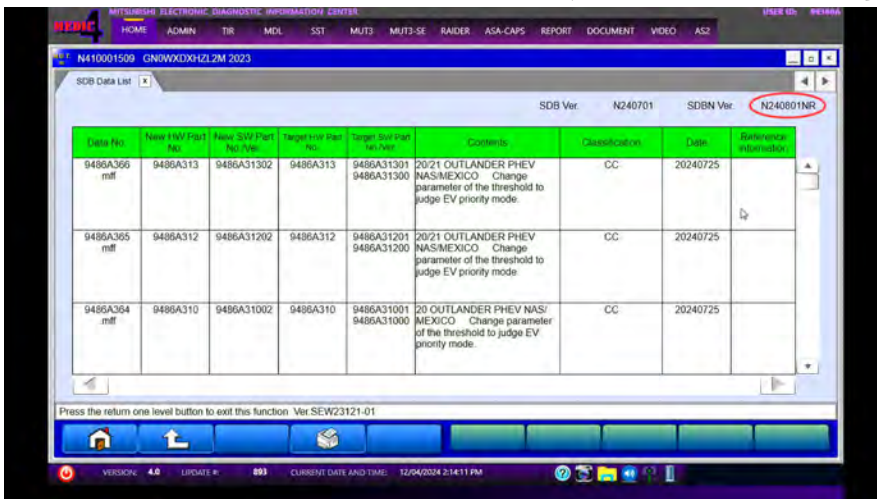 MITSUBISHI ELECTRONIC DIAGNOSTIC INFORMATION CENTER
USER ID:
MEDIC HOME ADMIN TIR MDL SST MUT3 MUT3-SE RAIDER ASA-CAPS REPORT DOCUMENT VIDEO AS2
N410001509 GN0WXDXHZL2M 2023
SDB Data List
SDB Ver. N240701 SDBN Ver. N240801NR
Data No. New HW Part No. New SW Part No./Ver. Target HW Part No. Target SW Part No./Ver. Contents Classification Date Reference Information
9486A366 9486A313 9486A31302 9486A313 9486A31301 20/21 OUTLANDER PHEV CC 20240725
.mff 9486A31300 NAS/MEXICO Change
parameter of the threshold to
judge EV priority mode.
9486A365 9486A312 9486A31202 9486A312 9486A31201 20/21 OUTLANDER PHEV CC 20240725
.mff 9486A31200 NAS/MEXICO Change
parameter of the threshold to
judge EV priority mode.
9486A364 9486A310 9486A31002 9486A310 9486A31001 20 OUTLANDER PHEV NAS/ CC 20240725
.mff 9486A31000 MEXICO Change parameter
of the threshold to judge EV
priority mode.
Press the return one level button to exit this function Ver.SEW23121-01
VERSION: 4.0 UPDATE #: 893 CURRENT DATE AND TIME: 12/04/2024 2:14:11 PM